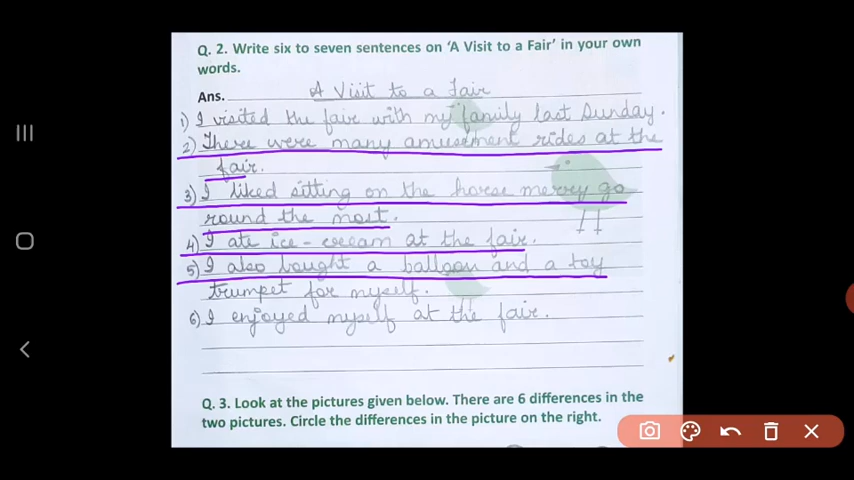 Q. 2. Write six to seven sentences on 'A Visit to a Fair' in your own
words.
Ans. A Visit to a Fair
1) I visited the fair with my family last Sunday.
2) There were many amusement rides at the
fair.
3) I liked sitting on the horse merry go
round the most.
4) I ate ice-cream at the fair.
5) I also bought a balloon and a toy
trumpet for myself.
6) I enjoyed myself at the fair.
Q. 3. Look at the pictures given below. There are 6 differences in the
two pictures. Circle the differences in the picture on the right.